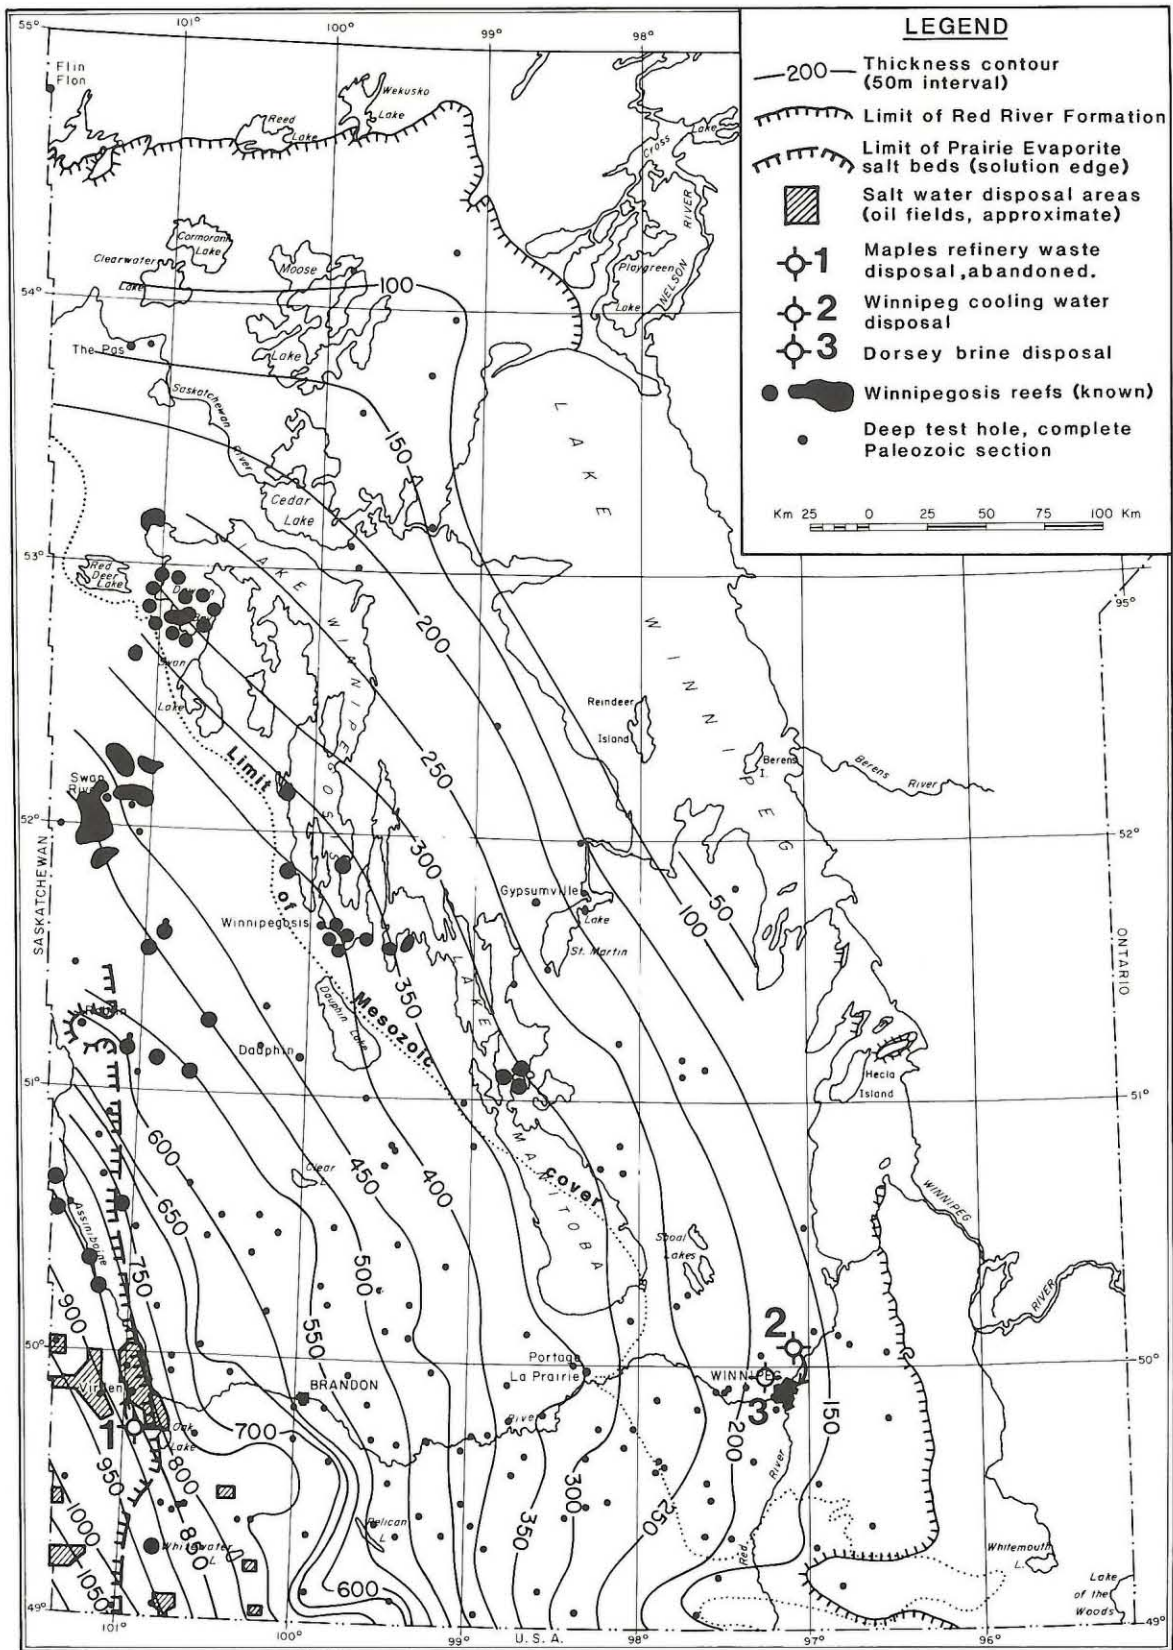 LEGEND
200 Thickness contour
(50m interval)
Limit of Red River Formation
Limit of Prairie Evaporite
salt beds (solution edge)
Salt water disposal areas
(oil fields, approximate)
1 Maples refinery waste
disposal, abandoned.
2 Winnipeg cooling water
disposal
3 Dorsey brine disposal
Winnipegosis reefs (known)
Deep test hole, complete
Paleozoic section
Km 25 0 25 50 75 100 Km
55°
101°
100°
99°
98°
Flin
Flon
Wekusko
Lake
Reed
Lake
Cross
Lake
RIVER
NELSON
Playgreen
Lake
Cormorant
Lake
Clearwater
Lake
Moose
Lake
54°
100
The Pas
Saskatchewan
River
150
Cedar
Lake
LAKE
WINNIPEG
53°
Red
Deer
Lake
LAKE
WINNIPEGOSIS
95°
200
Swan
Lake
Reindeer
Island
Berens
I.
Berens River
Limit
of
Mesozoic
cover
250
Swan
River
52°
52°
SASKATCHEWAN
ONTARIO
300
Gypsumville
Lake
St. Martin
50
100
Winnipegosis
350
LAKE
MANITOBA
Dauphin Lake
Dauphin
Hecla
Island
51°
51°
600
650
450
400
Clear
L.
WINNIPEG
RIVER
Assiniboine
Shoal
Lakes
750
500
900
550
50°
50°
2
Portage
La Prairie
WINNIPEG
3
Virden
BRANDON
River
1
Oak
Lake
700
150
200
950
800
River
Red
300
250
350
1000
850
Pelican
L.
Whitewater
L.
Whitemouth
L.
1050
600
Lake
of the
Woods
49°
49°
101°
100°
99°
U.S.A.
98°
97°
96°